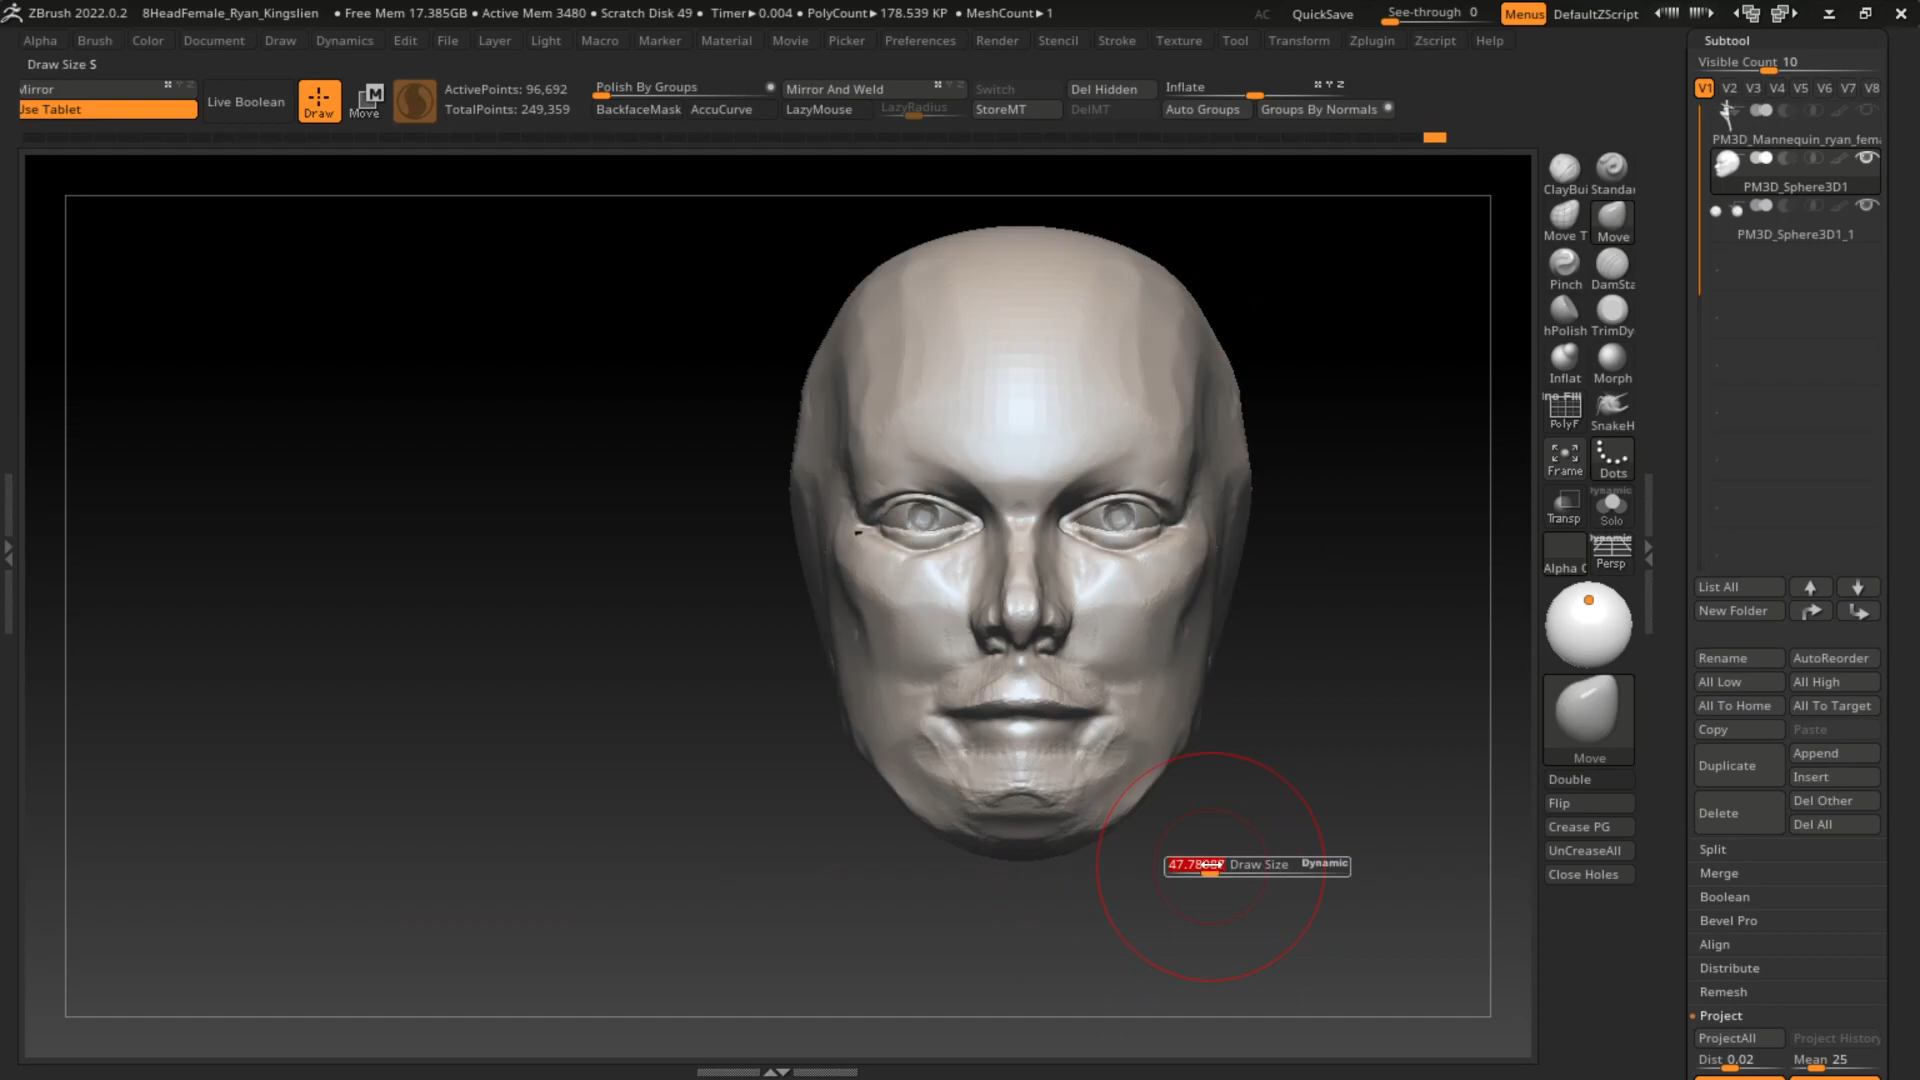 ZBrush 2022.0.2 8HeadFemale_Ryan_Kingslien • Free Mem 17.385GB • Active Mem 3480 • Scratch Disk 49 • Timer▸0.004 • PolyCount▸178.539 KP • MeshCount▸1 AC QuickSave See-through 0 Menus DefaultZScript
Alpha Brush Color Document Draw Dynamics Edit File Layer Light Macro Marker Material Movie Picker Preferences Render Stencil Stroke Texture Tool Transform Zplugin Zscript Help
Draw Size S
Mirror
Use Tablet
Live Boolean
Draw
Move
ActivePoints: 96,692
TotalPoints: 249,359
Polish By Groups
BackfaceMask AccuCurve
Mirror And Weld
LazyMouse LazyRadius
Switch
StoreMT
Del Hidden
DelMT
Inflate
Auto Groups Groups By Normals
ClayBui Standa
Move T Move
Pinch DamSta
hPolish TrimDy
Inflat Morph
PolyF SnakeH
Frame Dots
Dynamic
Transp Solo
Dynamic
Alpha O Persp
Move
Double
Flip
Crease PG
UnCreaseAll
Close Holes
Draw Size Dynamic
Subtool
Visible Count 10
V1 V2 V3 V4 V5 V6 V7 V8
PM3D_Mannequin_ryan_fema
PM3D_Sphere3D1
PM3D_Sphere3D1_1
List All
New Folder
Rename AutoReorder
All Low All High
All To Home All To Target
Copy Paste
Duplicate Append
Insert
Delete Del Other
Del All
Split
Merge
Boolean
Bevel Pro
Align
Distribute
Remesh
Project
ProjectAll Project History
Dist 0.02 Mean 25